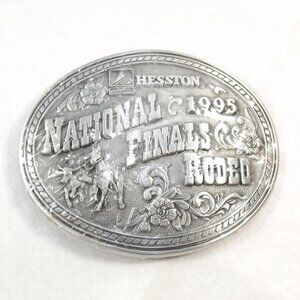 HESSTON
NATIONAL 1995
FINALS
RODEO